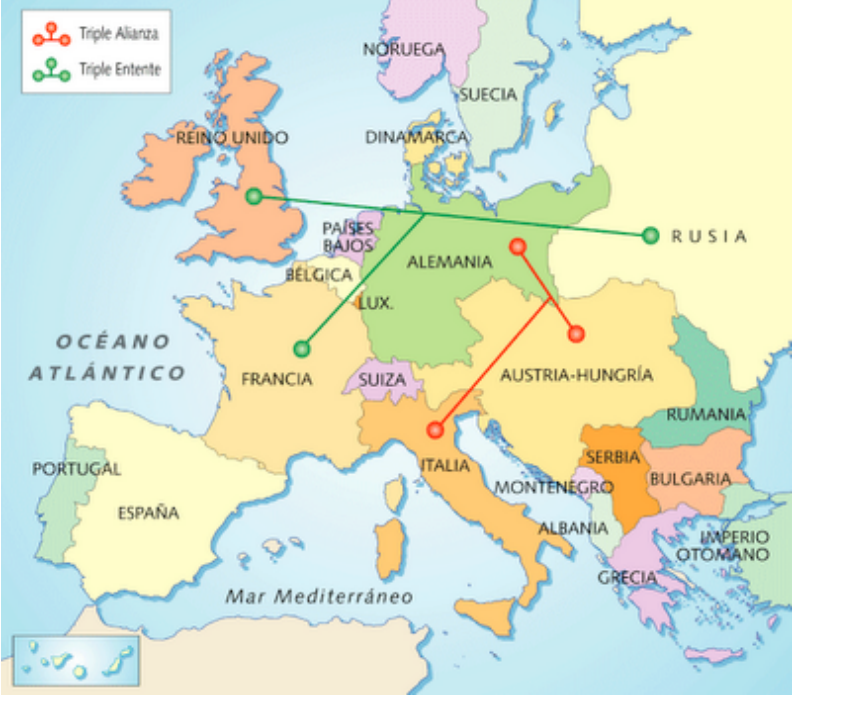 Triple Alianza
Triple Entente
NORUEGA
SUECIA
REINO UNIDO
DINAMARCA
PAÍSES
BAJOS
RUSIA
ALEMANIA
BÉLGICA
LUX.
OCÉANO
ATLÁNTICO
FRANCIA
SUIZA
AUSTRIA-HUNGRÍA
RUMANIA
SERBIA
ITALIA
PORTUGAL
MONTENEGRO
BULGARIA
ESPAÑA
ALBANIA
IMPERIO
OTOMANO
GRECIA
Mar Mediterráneo